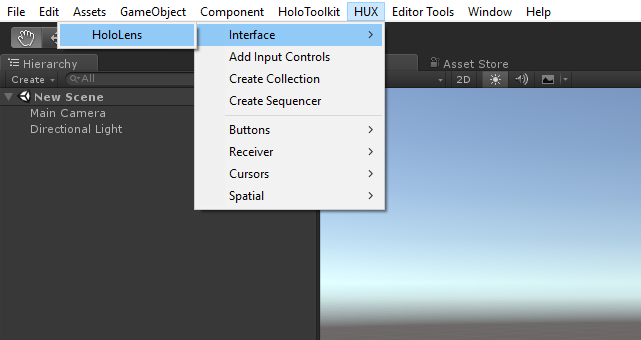 File Edit Assets GameObject Component HoloToolkit HUX Editor Tools Window Help
HoloLens
Interface
Hierarchy
Add Input Controls
Asset Store
Create
All
Create Collection
2D
New Scene
Create Sequencer
Main Camera
Directional Light
Buttons
Receiver
Cursors
Spatial